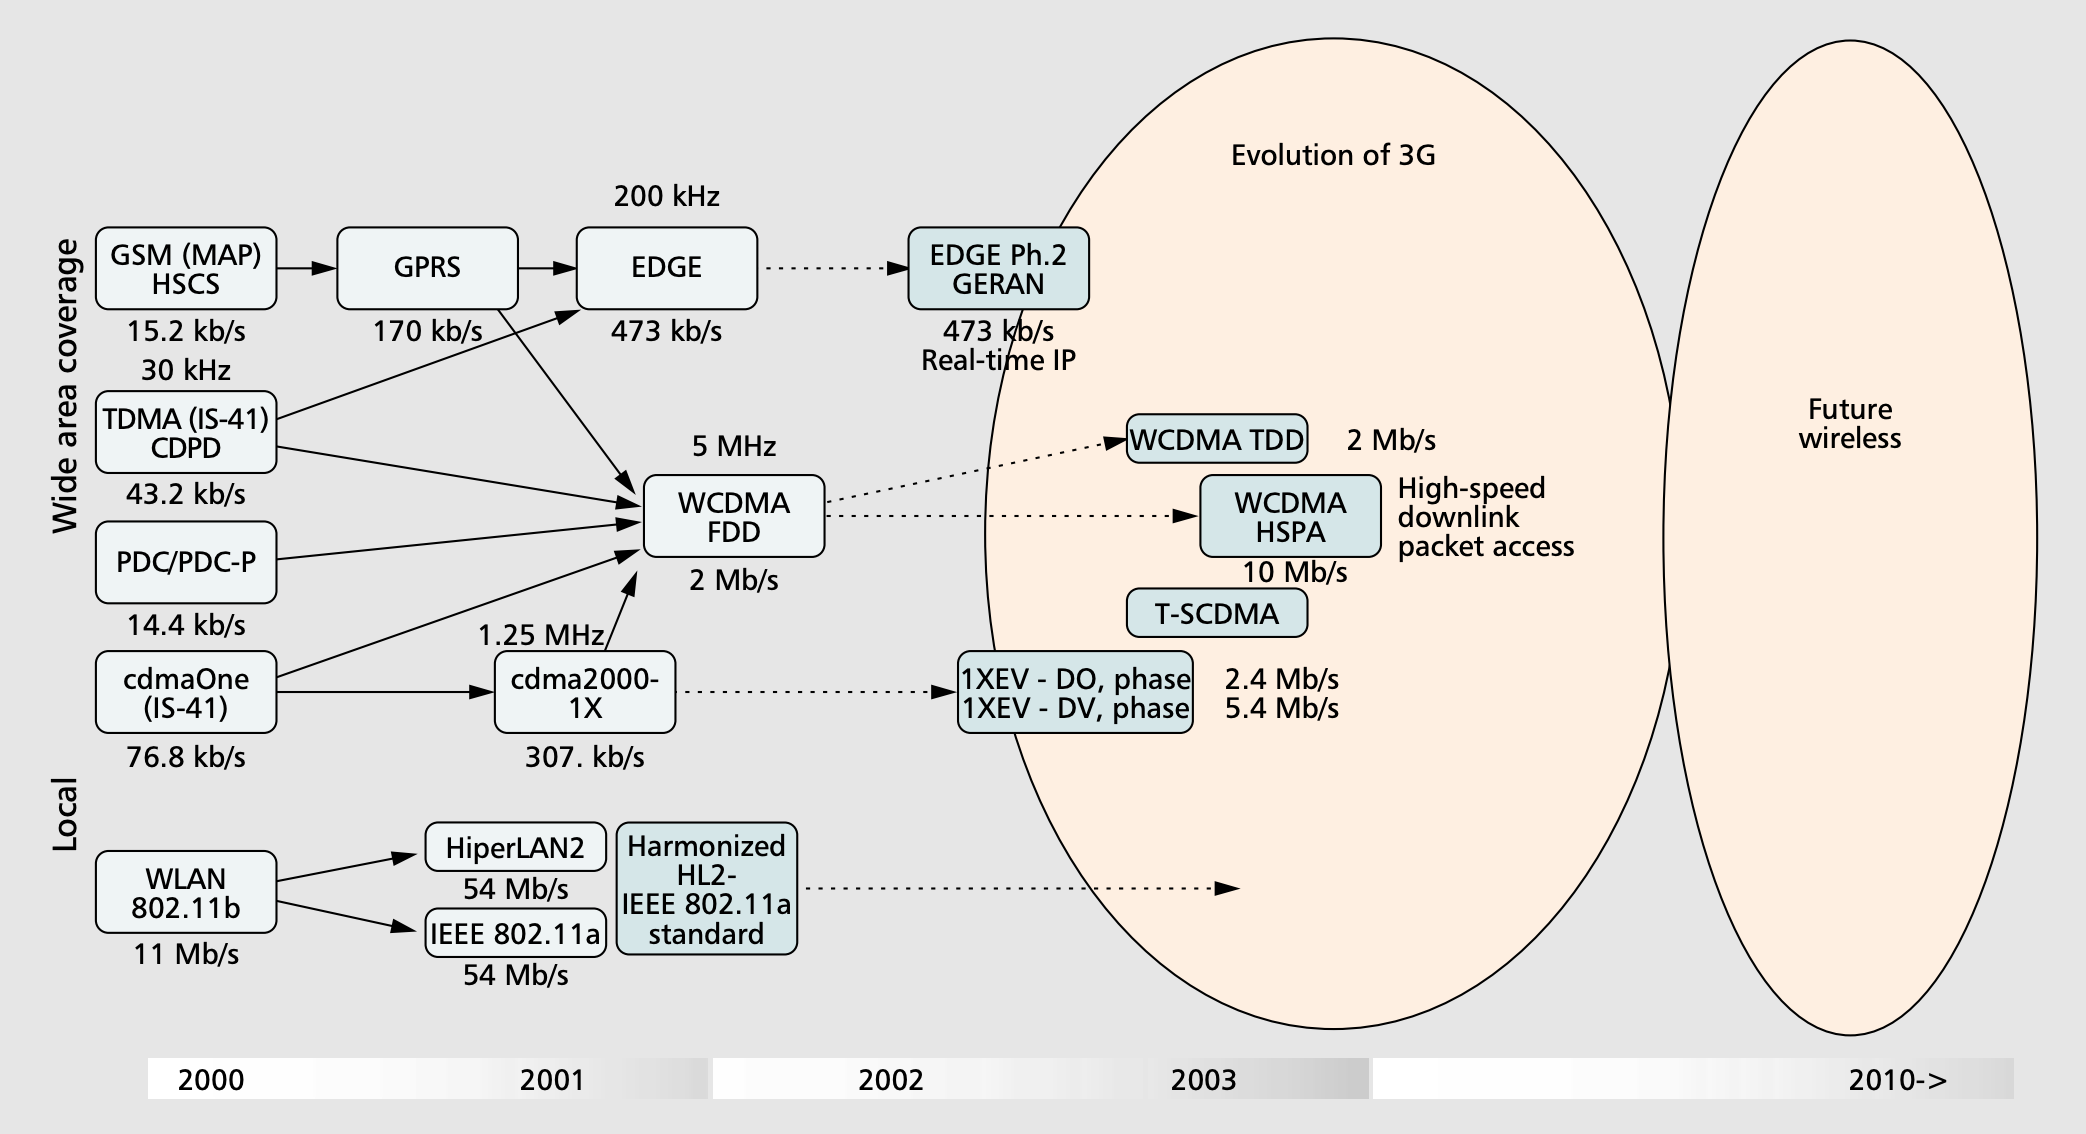 Evolution of 3G
Wide area coverage
200 kHz
GSM (MAP)
HSCS
15.2 kb/s
GPRS
170 kb/s
EDGE
473 kb/s
EDGE Ph.2
GERAN
473 kb/s
Real-time IP
30 kHz
TDMA (IS-41)
CDPD
43.2 kb/s
5 MHz
WCDMA
FDD
2 Mb/s
WCDMA TDD
2 Mb/s
WCDMA
HSPA
10 Mb/s
High-speed
downlink
packet access
Future
wireless
PDC/PDC-P
14.4 kb/s
T-SCDMA
cdmaOne
(IS-41)
76.8 kb/s
1.25 MHz
cdma2000-
1X
307. kb/s
1XEV - DO, phase
1XEV - DV, phase
2.4 Mb/s
5.4 Mb/s
Local
WLAN
802.11b
11 Mb/s
HiperLAN2
54 Mb/s
IEEE 802.11a
54 Mb/s
Harmonized
HL2-
IEEE 802.11a
standard
2000
2001
2002
2003
2010->